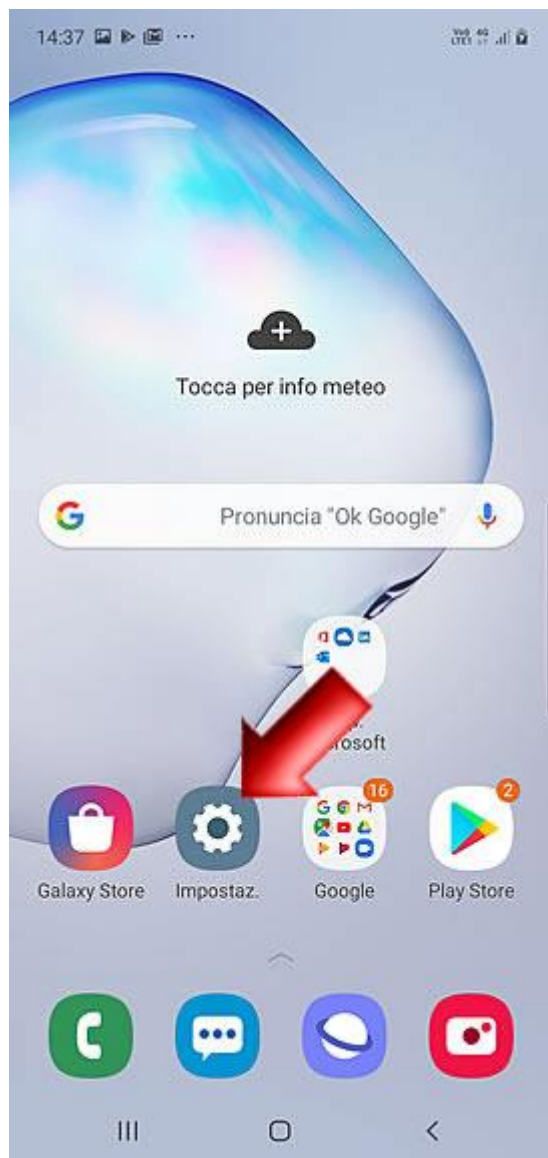 14:37
Tocca per info meteo
Pronuncia "Ok Google"
16
2
Galaxy Store
Impostaz.
Google
Play Store